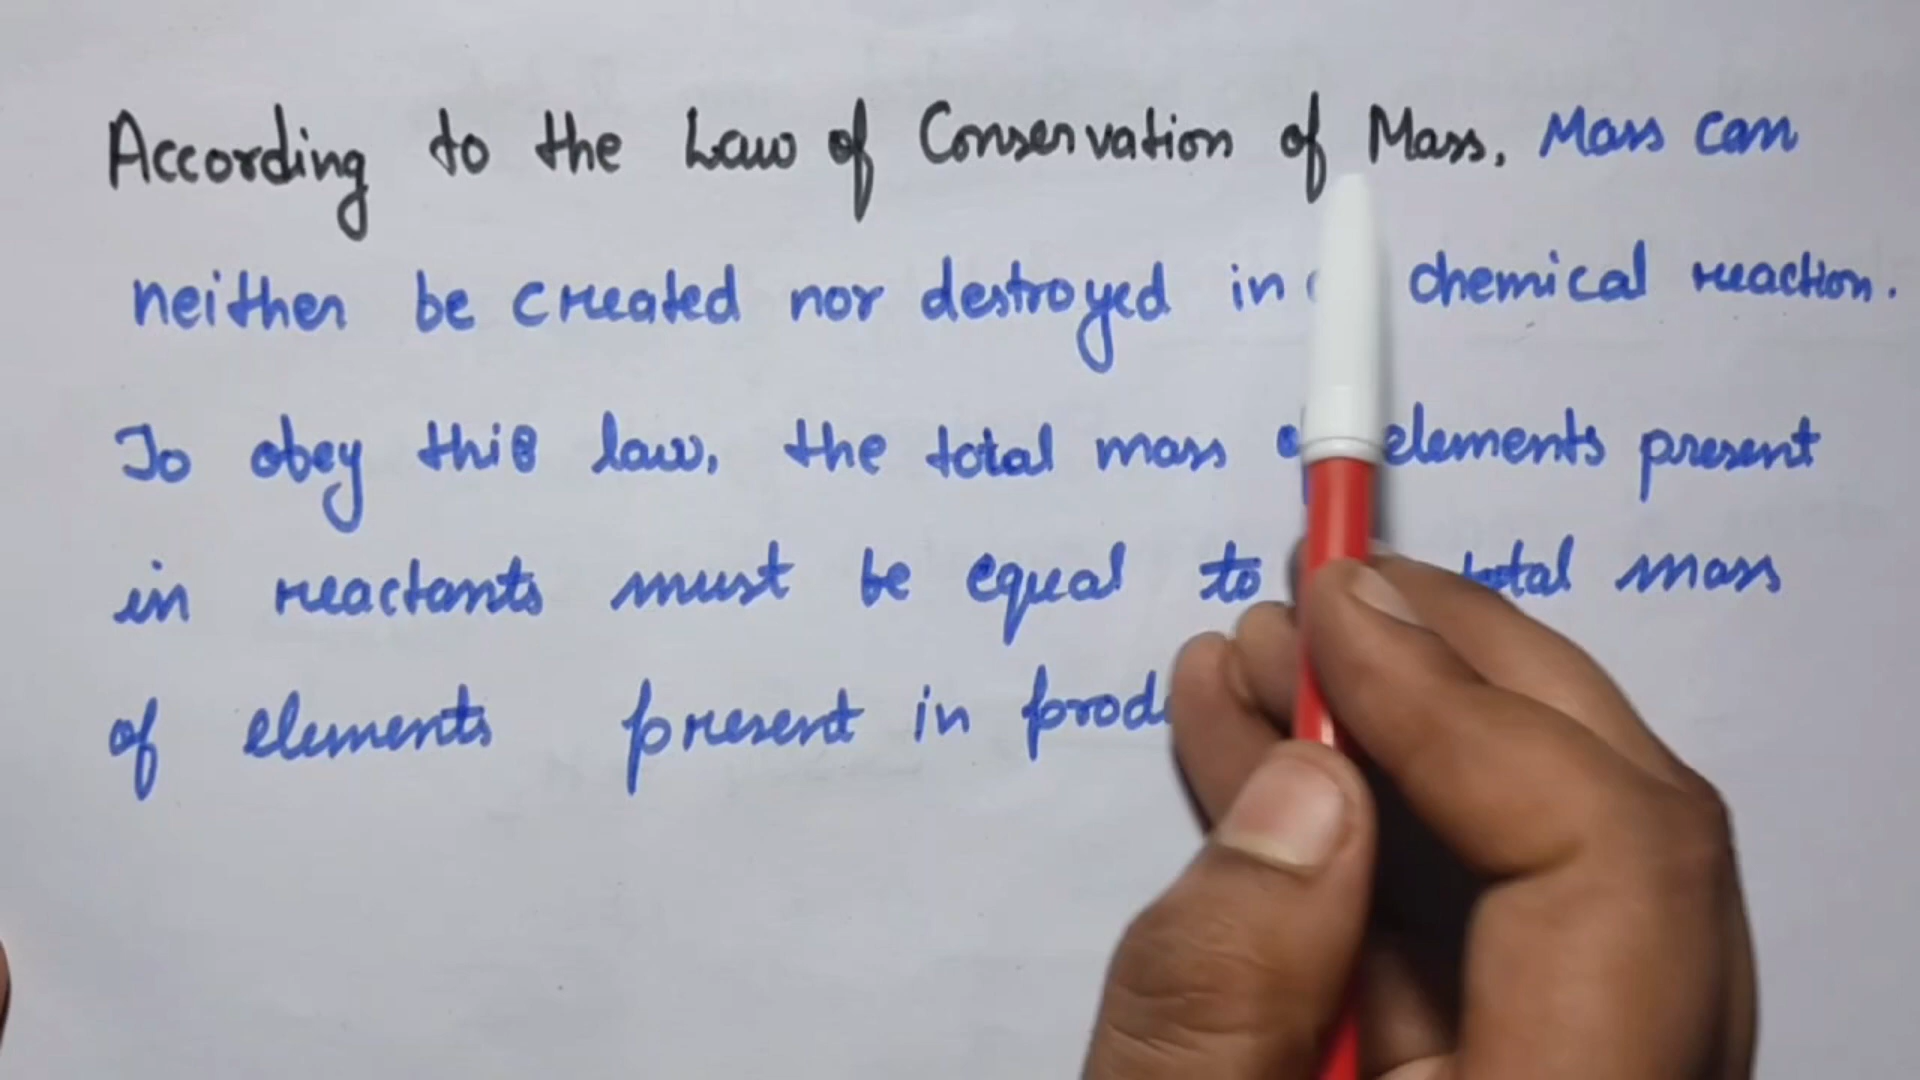 According to the Law of Conservation of Mass, Mass can
neither be created nor destroyed in chemical reaction.
To obey this law, the total mass elements present
in reactants must be equal to total mass
of elements present in